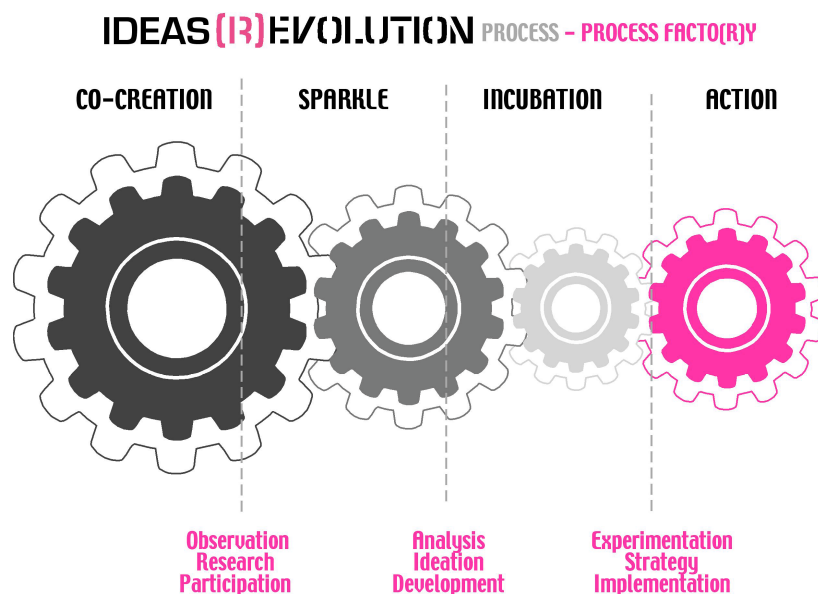 IDEAS(R)EVOLUTION PROCESS - PROCESS FACTO(R)Y
CO-CREATION
SPARKLE
INCUBATION
ACTION
Observation
Research
Participation
Analysis
Ideation
Development
Experimentation
Strategy
Implementation